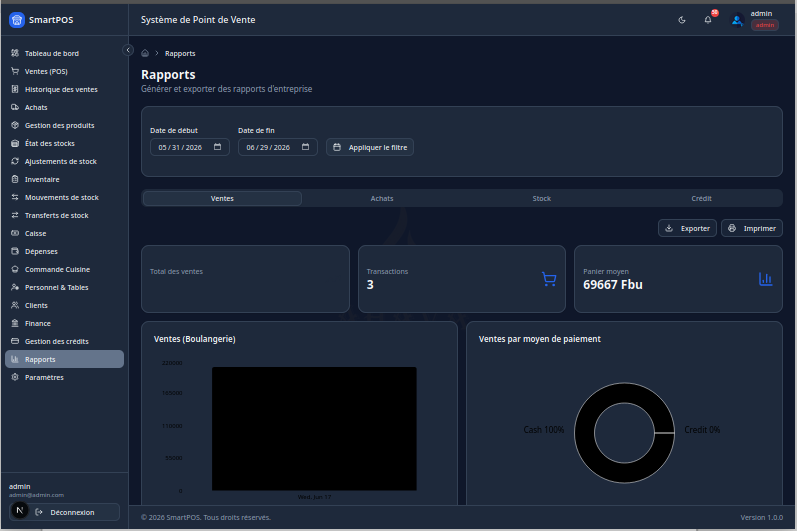 SmartPOS
Système de Point de Vente
admin
admin
Tableau de bord
Ventes (POS)
Historique des ventes
Achats
Gestion des produits
État des stocks
Ajustements de stock
Inventaire
Mouvements de stock
Transferts de stock
Caisse
Dépenses
Commande Cuisine
Personnel & Tables
Clients
Finance
Gestion des crédits
Rapports
Paramètres
admin
admin@admin.com
N
Déconnexion
Rapports
Rapports
Générer et exporter des rapports d'entreprise
Date de début
Date de fin
05/31/2026
06/29/2026
Appliquer le filtre
Ventes
Achats
Stock
Crédit
Exporter
Imprimer
Total des ventes
Transactions
3
Panier moyen
69667 Fbu
Ventes (Boulangerie)
220000
165000
110000
55000
0
Wed, Jun 17
Ventes par moyen de paiement
Cash 100%
Credit 0%
© 2026 SmartPOS. Tous droits réservés.
Version 1.0.0